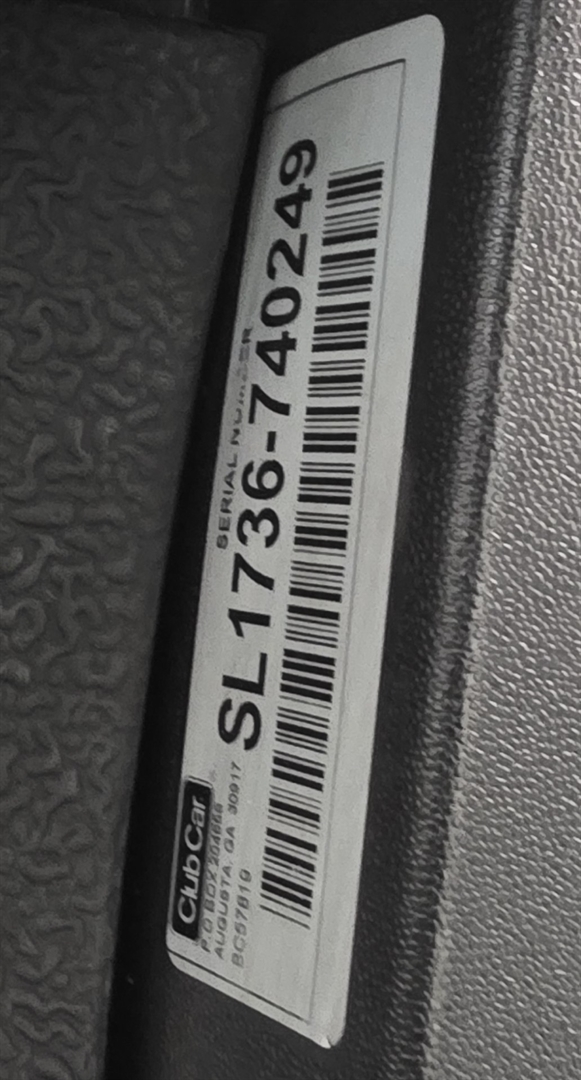 Club Car
P.O BOX 204658
AUGUSTA, GA 30917
BC57819
SERIAL NUMBER
SL1736-740249